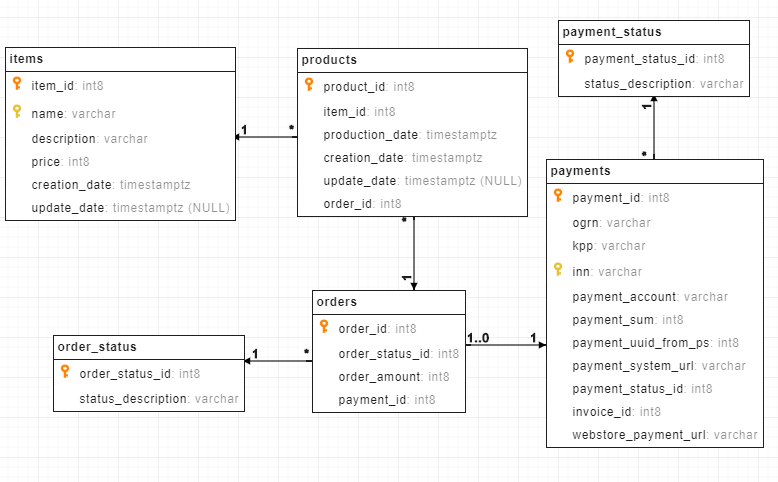 items
item_id: int8
name: varchar
description: varchar
price: int8
creation_date: timestamptz
update_date: timestamptz (NULL)
1
*
products
product_id: int8
item_id: int8
production_date: timestamptz
creation_date: timestamptz
update_date: timestamptz (NULL)
order_id: int8
*
1
payment_status
payment_status_id: int8
status_description: varchar
1
*
payments
payment_id: int8
ogrn: varchar
kpp: varchar
inn: varchar
payment_account: varchar
payment_sum: int8
payment_uuid_from_ps: int8
payment_system_url: varchar
payment_status_id: int8
invoice_id: int8
webstore_payment_url: varchar
orders
order_id: int8
order_status_id: int8
order_amount: int8
payment_id: int8
1..0
1
order_status
order_status_id: int8
status_description: varchar
1
*